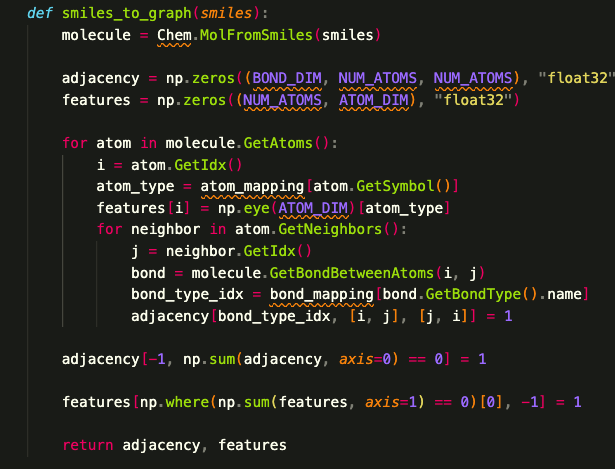 def smiles_to_graph(smiles):
    molecule = Chem.MolFromSmiles(smiles)

    adjacency = np.zeros((BOND_DIM, NUM_ATOMS, NUM_ATOMS), "float32"
    features = np.zeros((NUM_ATOMS, ATOM_DIM), "float32")

    for atom in molecule.GetAtoms():
        i = atom.GetIdx()
        atom_type = atom_mapping[atom.GetSymbol()]
        features[i] = np.eye(ATOM_DIM)[atom_type]
        for neighbor in atom.GetNeighbors():
            j = neighbor.GetIdx()
            bond = molecule.GetBondBetweenAtoms(i, j)
            bond_type_idx = bond_mapping[bond.GetBondType().name]
            adjacency[bond_type_idx, [i, j], [j, i]] = 1

    adjacency[-1, np.sum(adjacency, axis=0) == 0] = 1

    features[np.where(np.sum(features, axis=1) == 0)[0], -1] = 1

    return adjacency, features